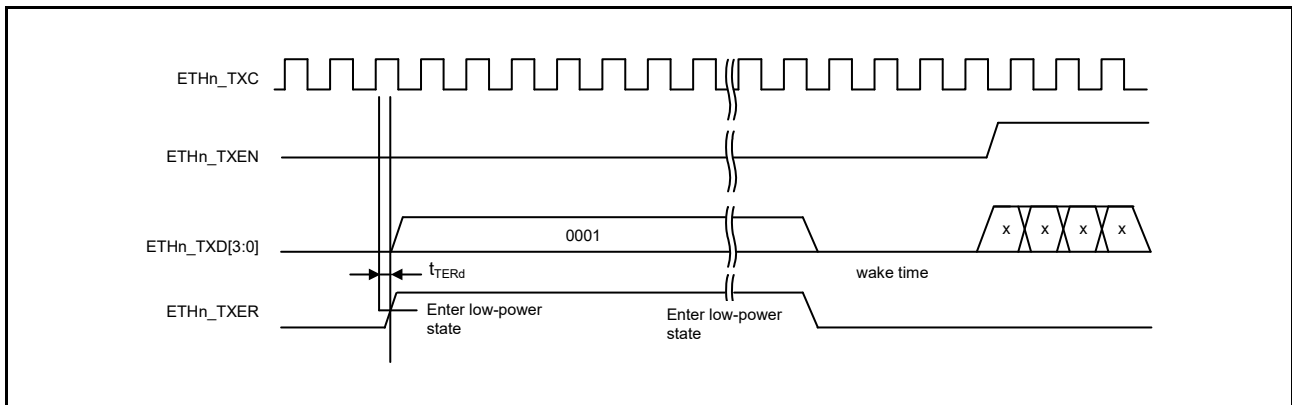 ETHn_TXC
ETHn_TXEN
ETHn_TXD[3:0]
0001
x x x x
tTERd
wake time
ETHn_TXER
Enter low-power
state
Enter low-power
state